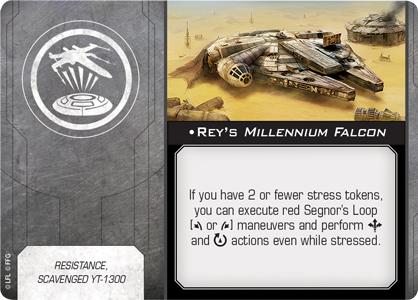 • Rey's Millennium Falcon
If you have 2 or fewer stress tokens,
you can execute red Segnor's Loop
[ or ] maneuvers and perform
and actions even while stressed.
RESISTANCE,
SCAVENGED YT-1300
© LFL © FFG